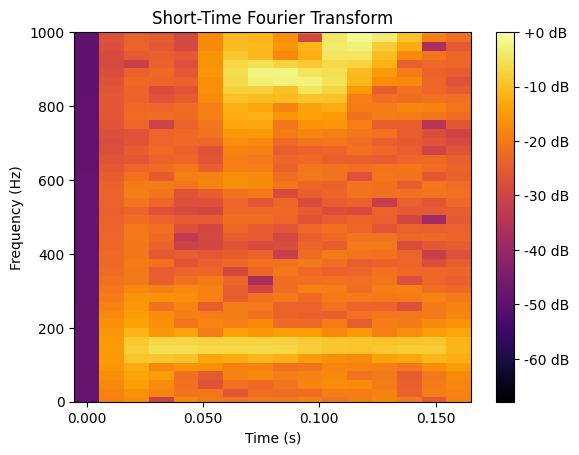 Short-Time Fourier Transform
1000
800
600
400
200
0
Frequency (Hz)
0.000
0.050
0.100
0.150
Time (s)
+0 dB
-10 dB
-20 dB
-30 dB
-40 dB
-50 dB
-60 dB